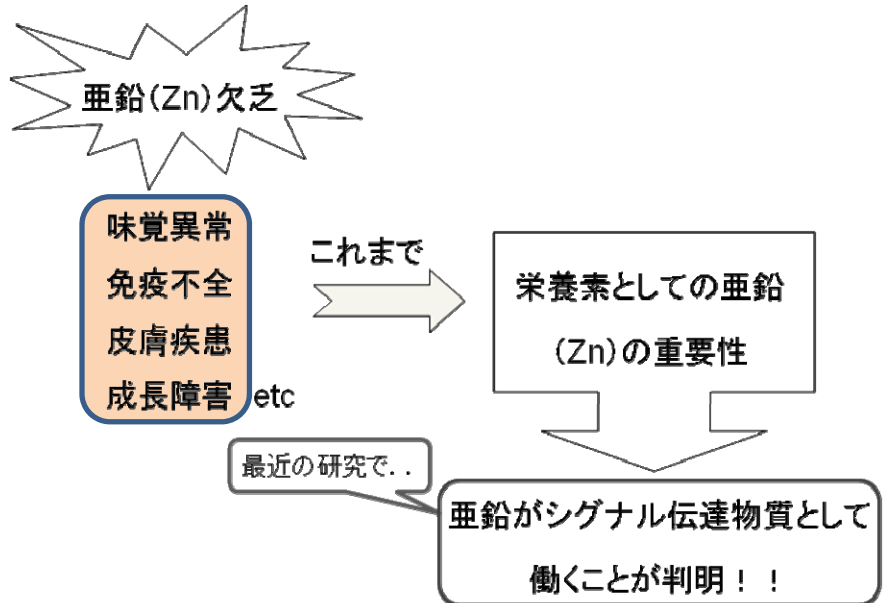 亜鉛(Zn)欠乏
味覚異常
免疫不全
皮膚疾患
成長障害 etc
これまで
栄養素としての亜鉛
(Zn)の重要性
最近の研究で．．
亜鉛がシグナル伝達物質として
働くことが判明！！